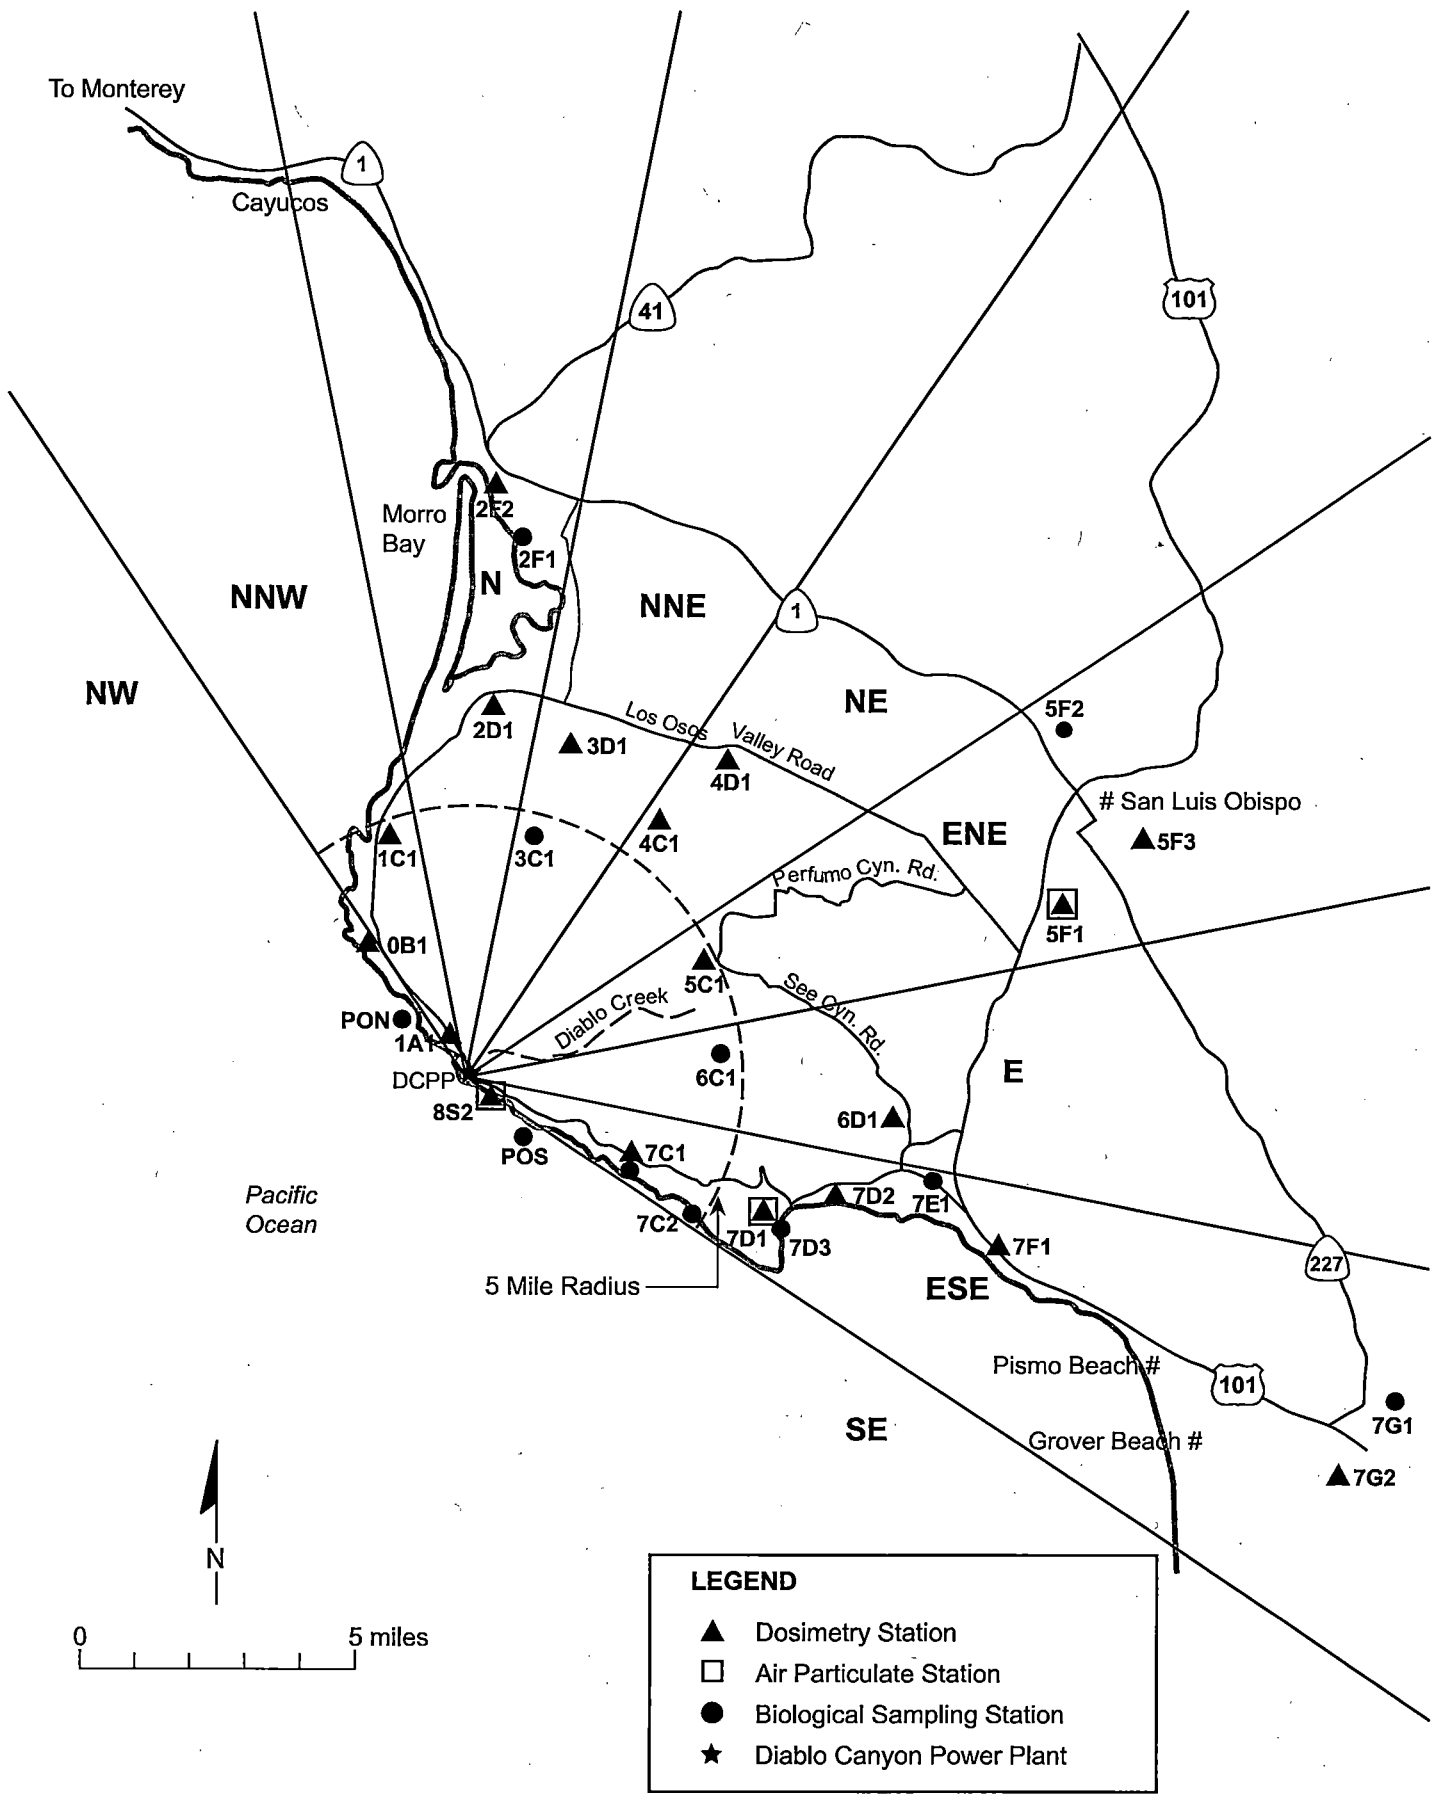 To Monterey
1
Cayucos
41
101
Morro
Bay
2F2
2F1
N
NNW
NNE
1
NW
NE
5F2
2D1
3D1
Los Osos Valley Road
4D1
# San Luis Obispo
ENE
5F3
1C1
3C1
4C1
Perfumo Cyn. Rd.
5F1
0B1
5C1
See Cyn. Rd.
Diablo Creek
PON
1A1
DCPP
6C1
E
8S2
6D1
POS
7C1
Pacific
Ocean
7C2
7D1
7D3
7D2
7E1
7F1
227
5 Mile Radius
ESE
Pismo Beach #
101
SE
Grover Beach #
7G1
7G2
N
0 5 miles
LEGEND
Dosimetry Station
Air Particulate Station
Biological Sampling Station
Diablo Canyon Power Plant